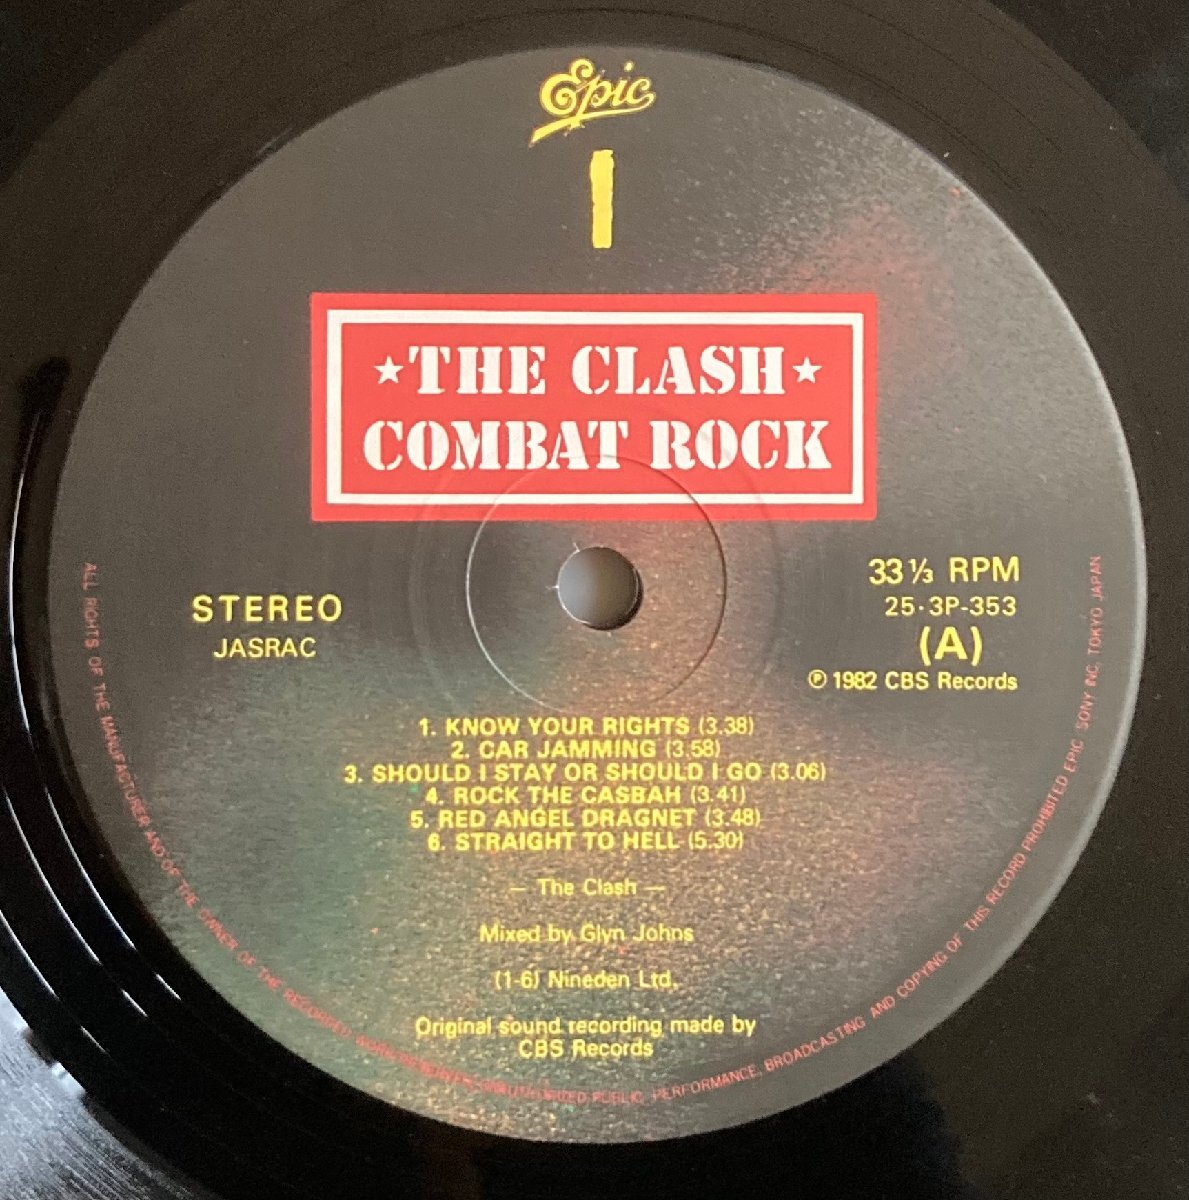 Epic
1
★THE CLASH★
COMBAT ROCK
STEREO
JASRAC
33⅓ RPM
25·3P-353
(A)
℗ 1982 CBS Records
1. KNOW YOUR RIGHTS (3.38)
2. CAR JAMMING (3.58)
3. SHOULD I STAY OR SHOULD I GO (3.06)
4. ROCK THE CASBAH (3.41)
5. RED ANGEL DRAGNET (3.48)
6. STRAIGHT TO HELL (5.30)
— The Clash —
Mixed by Glyn Johns
(1-6) Nineden Ltd.
Original sound recording made by
CBS Records
ALL RIGHTS OF THE MANUFACTURER AND OF THE OWNER OF THE RECORDED WORK RESERVED. UNAUTHORIZED PUBLIC, PERFORMANCE, BROADCASTING AND COPYING OF THIS RECORD PROHIBITED EPIC SONY INC. TOKYO JAPAN